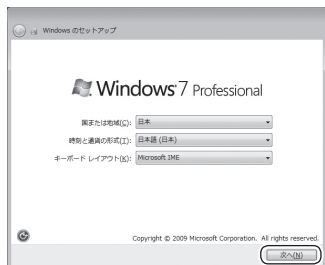 Windows のセットアップ
Windows 7 Professional
国または地域(C): 日本
時刻と通貨の形式(T): 日本語 (日本)
キーボード レイアウト(K): Microsoft IME
Copyright © 2009 Microsoft Corporation. All rights reserved.
次へ(N)